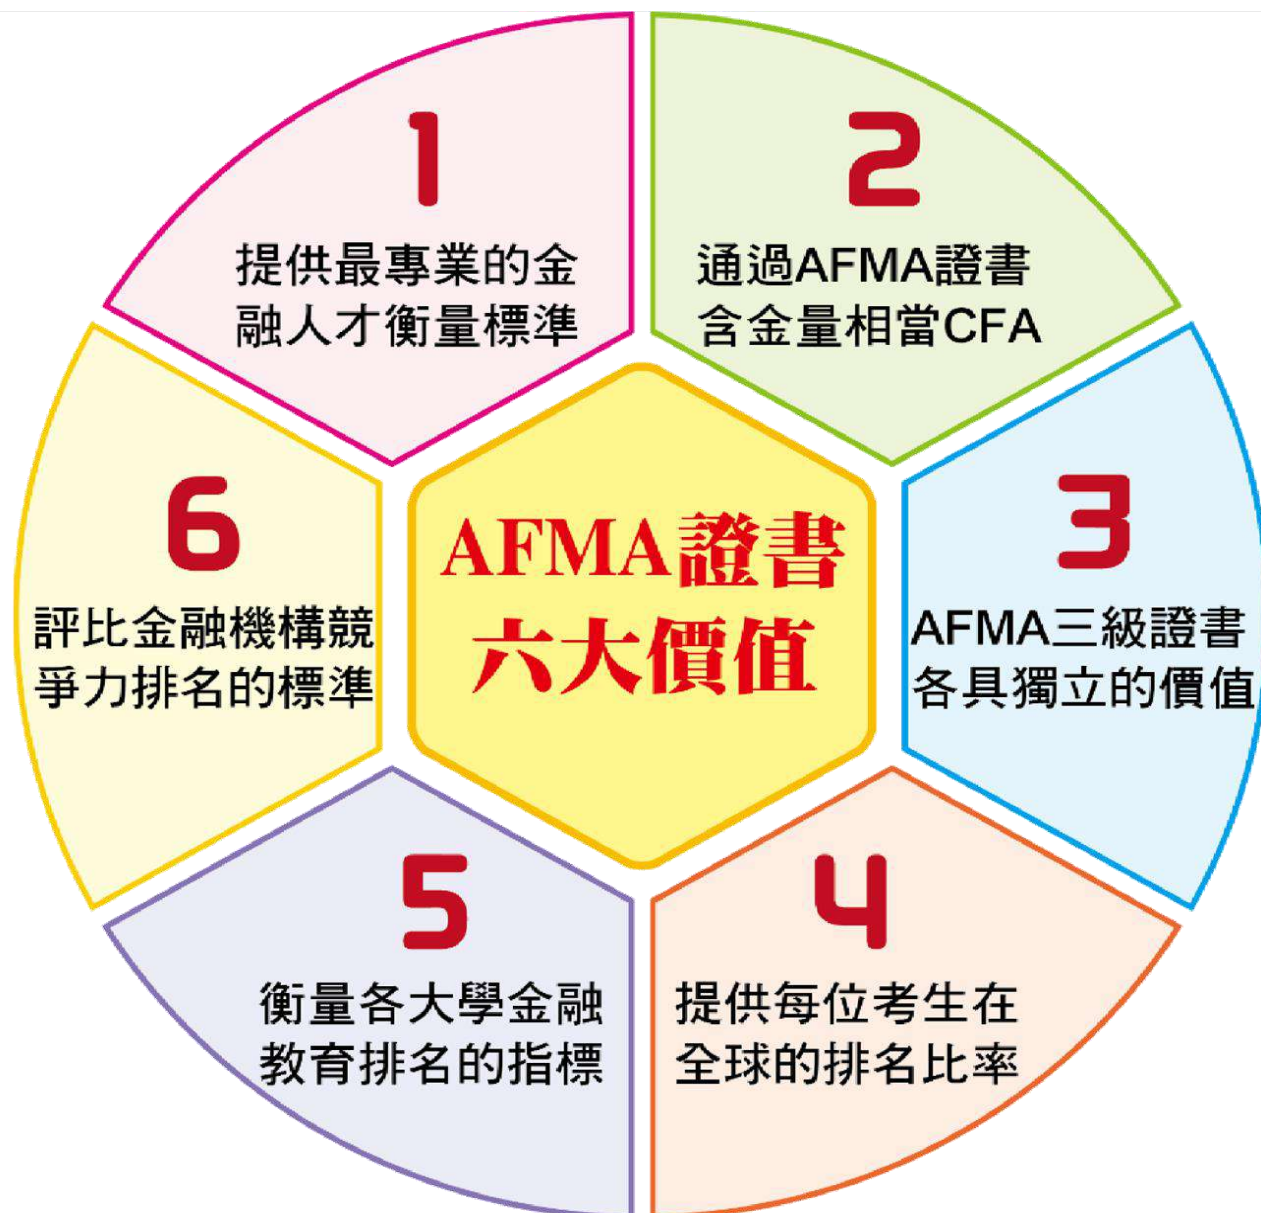 AFMA證書
六大價值
1
提供最專業的金
融人才衡量標準
2
通過AFMA證書
含金量相當CFA
3
AFMA三級證書
各具獨立的價值
4
提供每位考生在
全球的排名比率
5
衡量各大學金融
教育排名的指標
6
評比金融機構競
爭力排名的標準